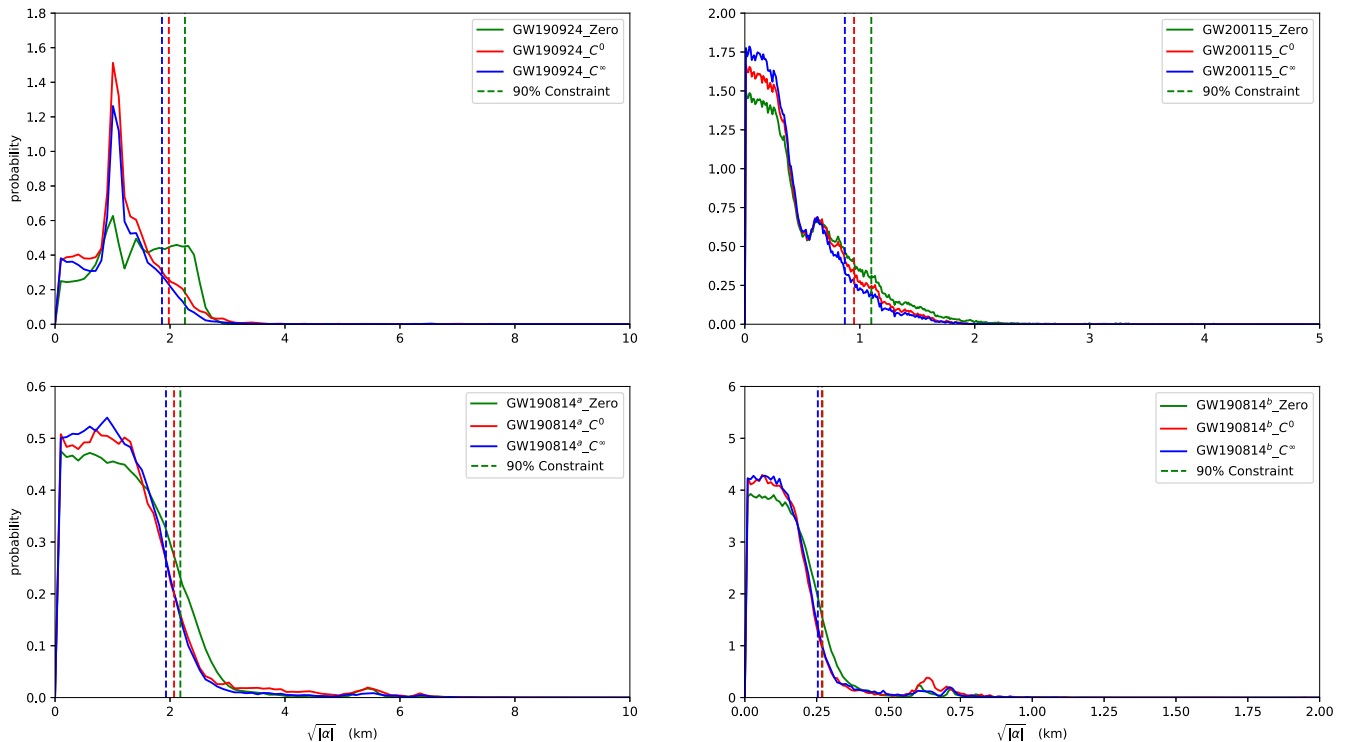 1.8
1.6
1.4
1.2
1.0
0.8
0.6
0.4
0.2
0.0
probability
0 2 4 6 8 10
GW190924_Zero
GW190924_C⁰
GW190924_C^∞
90% Constraint
2.00
1.75
1.50
1.25
1.00
0.75
0.50
0.25
0.00
0 1 2 3 4 5
GW200115_Zero
GW200115_C⁰
GW200115_C^∞
90% Constraint
0.6
0.5
0.4
0.3
0.2
0.1
0.0
probability
0 2 4 6 8 10
√|α| (km)
GW190814ᵃ_Zero
GW190814ᵃ_C⁰
GW190814ᵃ_C^∞
90% Constraint
6
5
4
3
2
1
0
0.00 0.25 0.50 0.75 1.00 1.25 1.50 1.75 2.00
√|α| (km)
GW190814ᵇ_Zero
GW190814ᵇ_C⁰
GW190814ᵇ_C^∞
90% Constraint